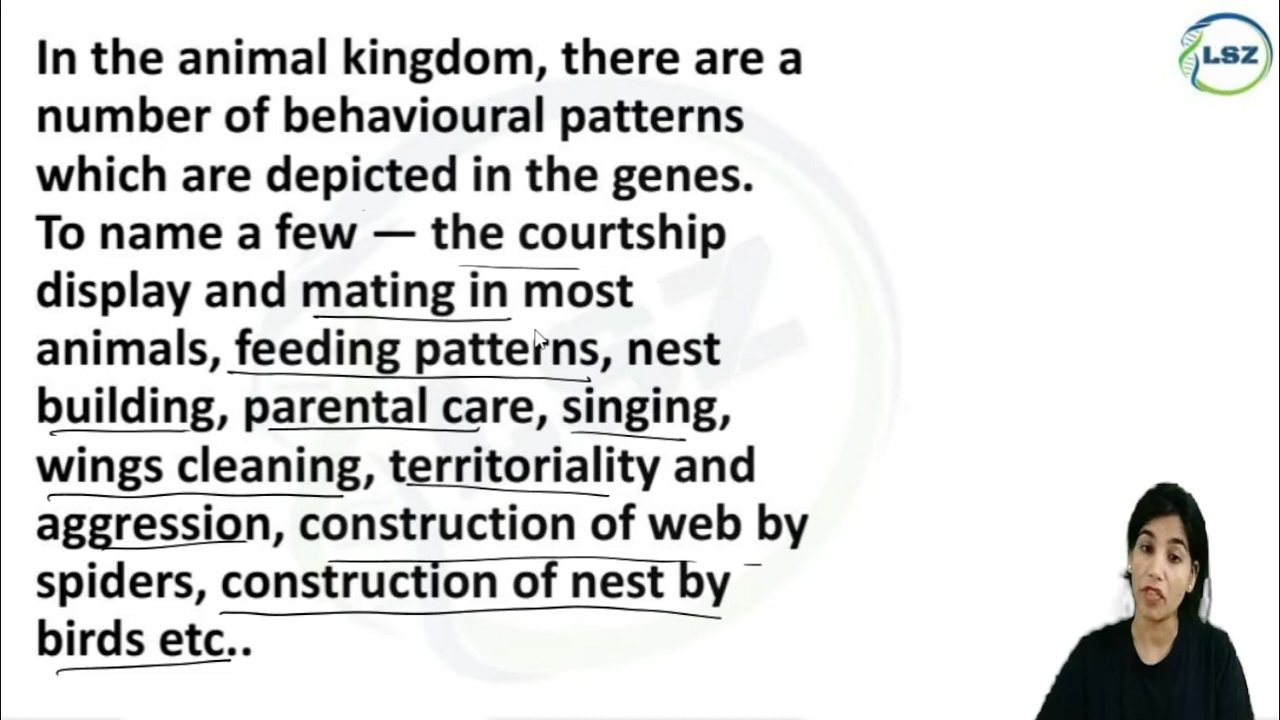 In the animal kingdom, there are a
number of behavioural patterns
which are depicted in the genes.
To name a few — the courtship
display and mating in most
animals, feeding patterns, nest
building, parental care, singing,
wings cleaning, territoriality and
aggression, construction of web by
spiders, construction of nest by
birds etc..
LSZ